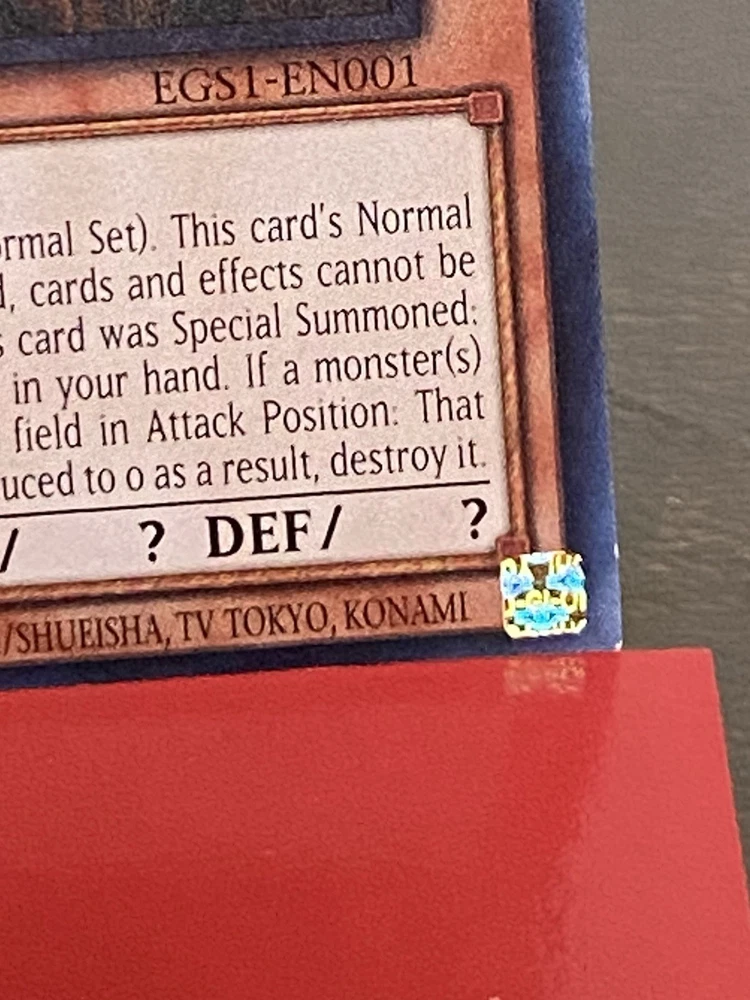 EGS1-EN001
ormal Set). This card's Normal
d, cards and effects cannot be
s card was Special Summoned:
in your hand. If a monster(s)
field in Attack Position: That
uced to 0 as a result, destroy it.
/ ? DEF/ ?
/SHUEISHA, TV TOKYO, KONAMI